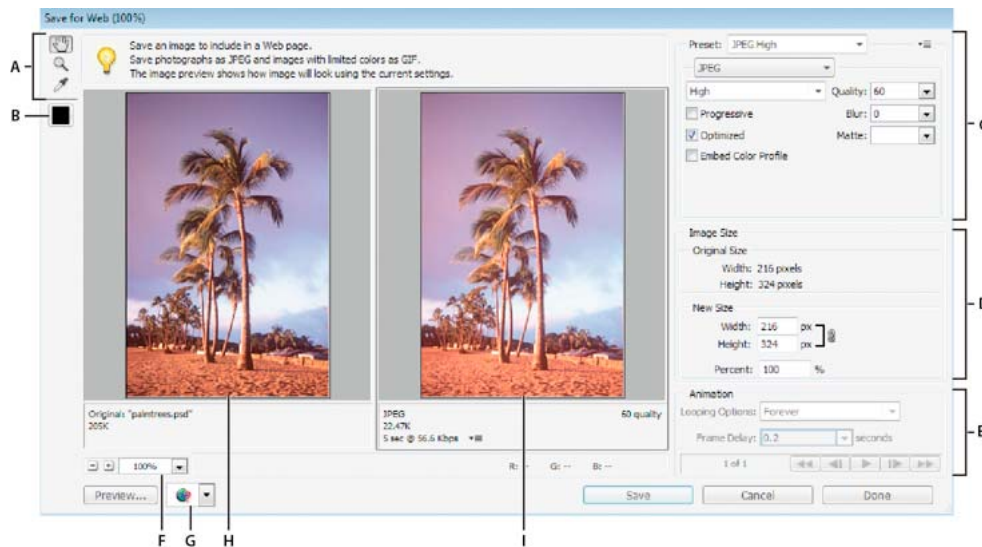 Save for Web (100%)
Save an image to include in a Web page.
Save photographs as JPEG and images with limited colors as GIF.
The image preview shows how image will look using the current settings.
A
B
Preset: JPEG High
JPEG
High
Quality: 60
Progressive
Blur: 0
Optimized
Matte:
Embed Color Profile
Image Size
Original Size
Width: 216 pixels
Height: 324 pixels
New Size
Width: 216 px
Height: 324 px
Percent: 100 %
Original: "palmtrees.psd"
205K
JPEG
60 quality
22.47K
5 sec @ 56.6 Kbps
Animation
Looping Options: Forever
Frame Delay: 0.2 seconds
1 of 1
100%
R: -- G: -- B: --
Preview...
Save
Cancel
Done
F G H I